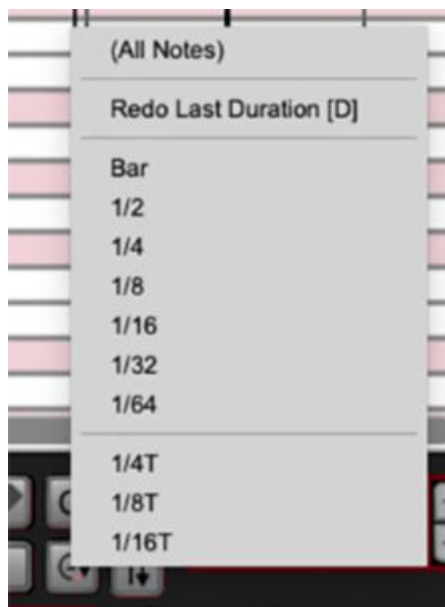 (All Notes)
Redo Last Duration [D]
Bar
1/2
1/4
1/8
1/16
1/32
1/64
1/4T
1/8T
1/16T